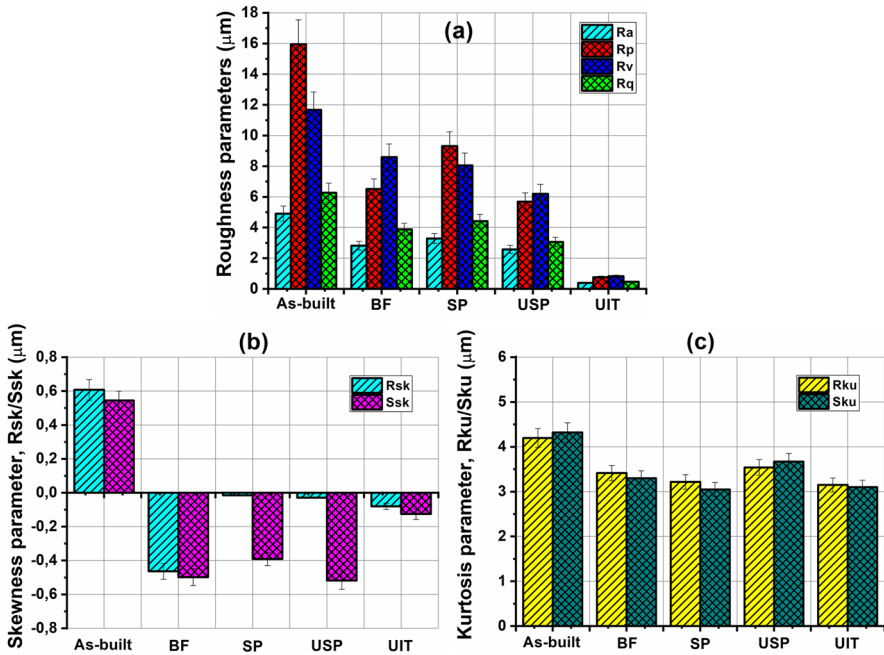 (a)
Roughness parameters (μm)
18
16
14
12
10
8
6
4
2
0
Ra
Rp
Rv
Rq
As-built BF SP USP UIT
(b)
Skewness parameter, Rsk/Ssk (μm)
0,8
0,6
0,4
0,2
0,0
-0,2
-0,4
-0,6
-0,8
Rsk
Ssk
As-built BF SP USP UIT
(c)
Kurtosis parameter, Rku/Sku (μm)
6
5
4
3
2
1
0
Rku
Sku
As-built BF SP USP UIT